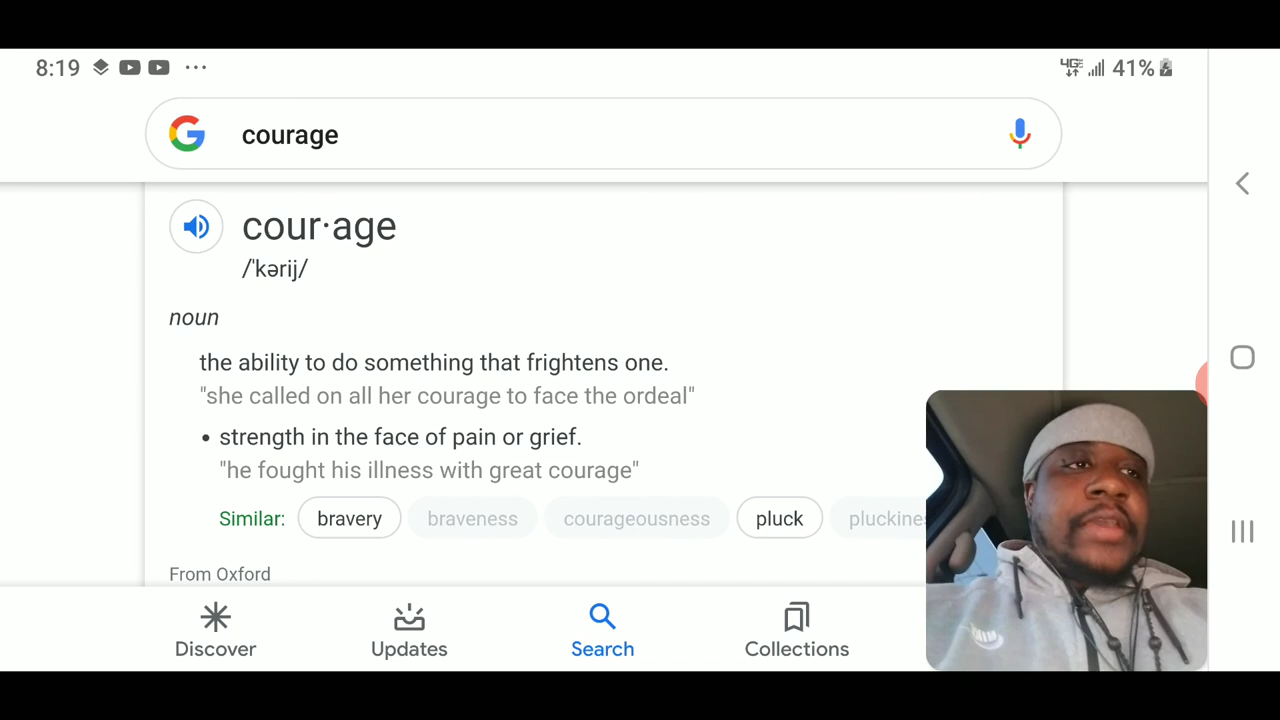 8:19 ... 4G 41%
courage
cour·age
/ˈkərij/
noun
the ability to do something that frightens one.
"she called on all her courage to face the ordeal"
• strength in the face of pain or grief.
"he fought his illness with great courage"
Similar: bravery braveness courageousness pluck pluckines
From Oxford
Discover Updates Search Collections